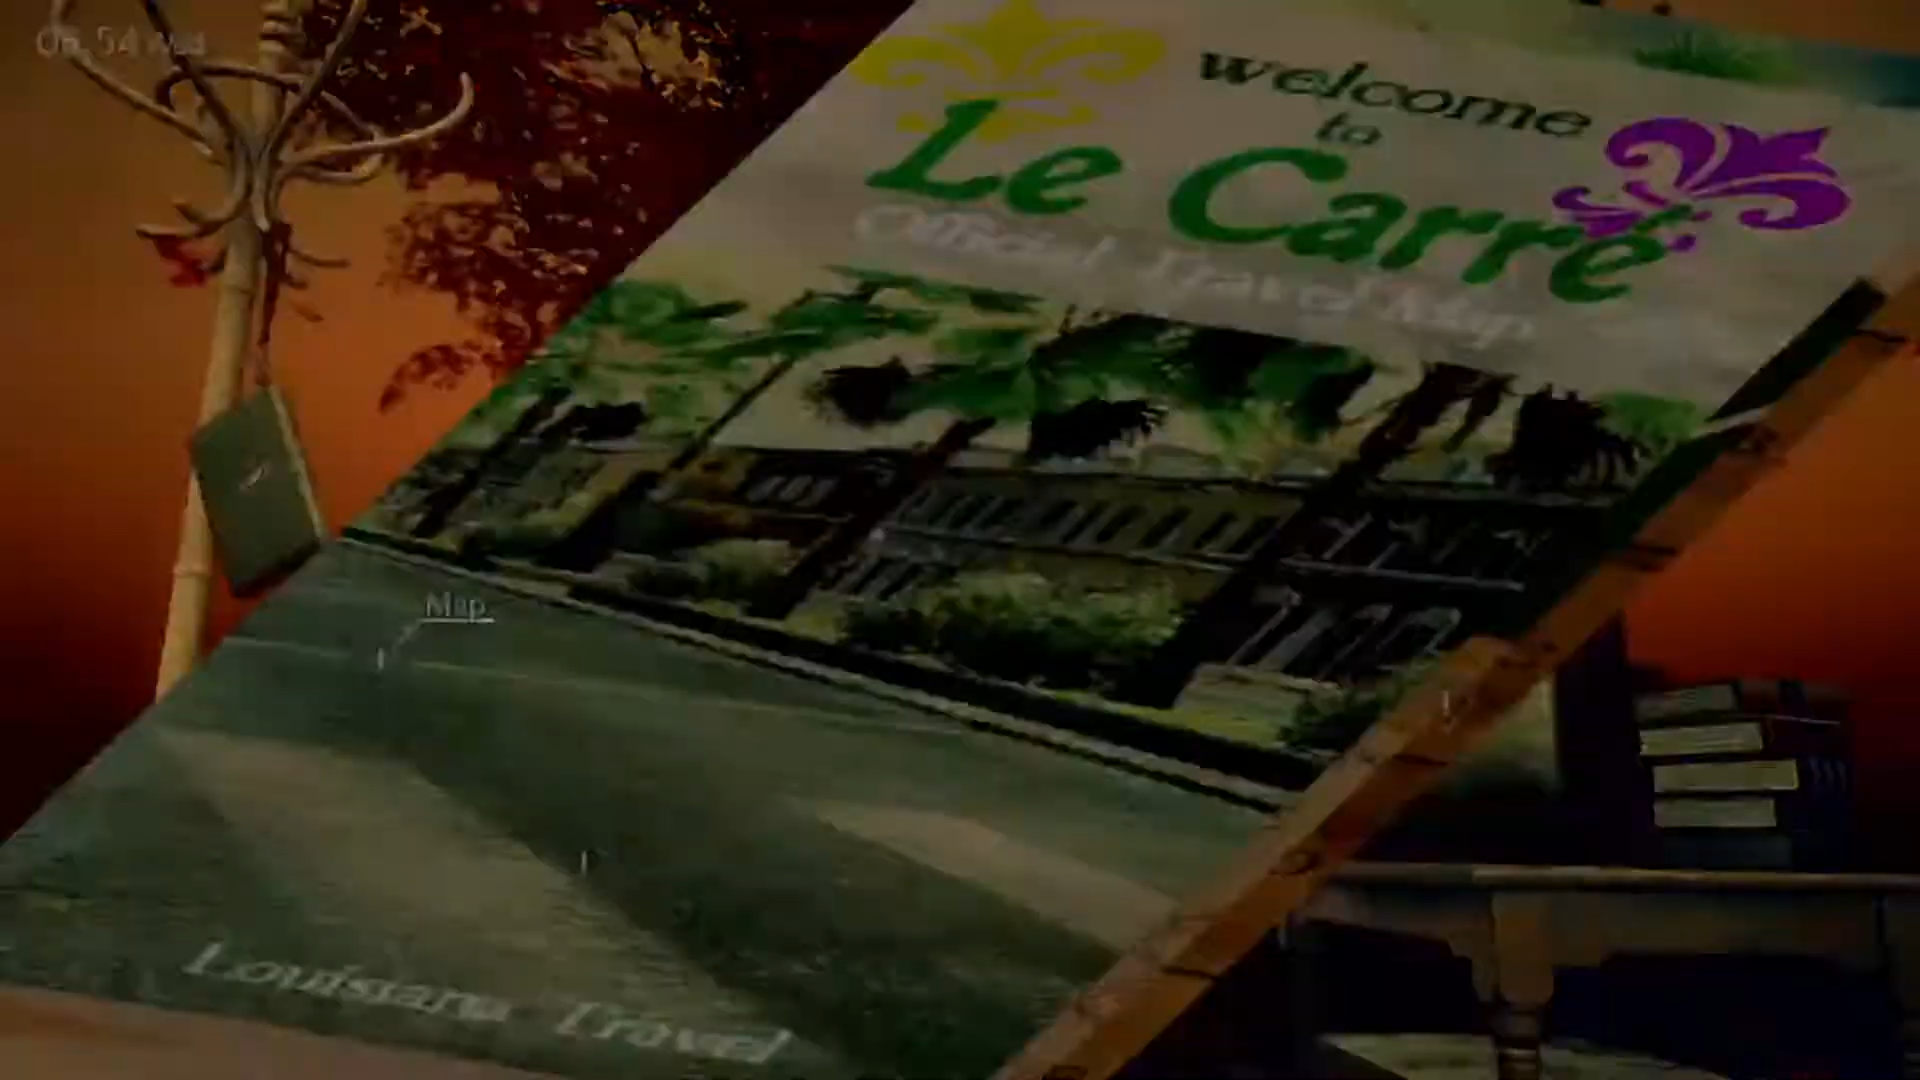 welcome
to
Le Carré
Official Travel Map
Map
Louisiana Travel